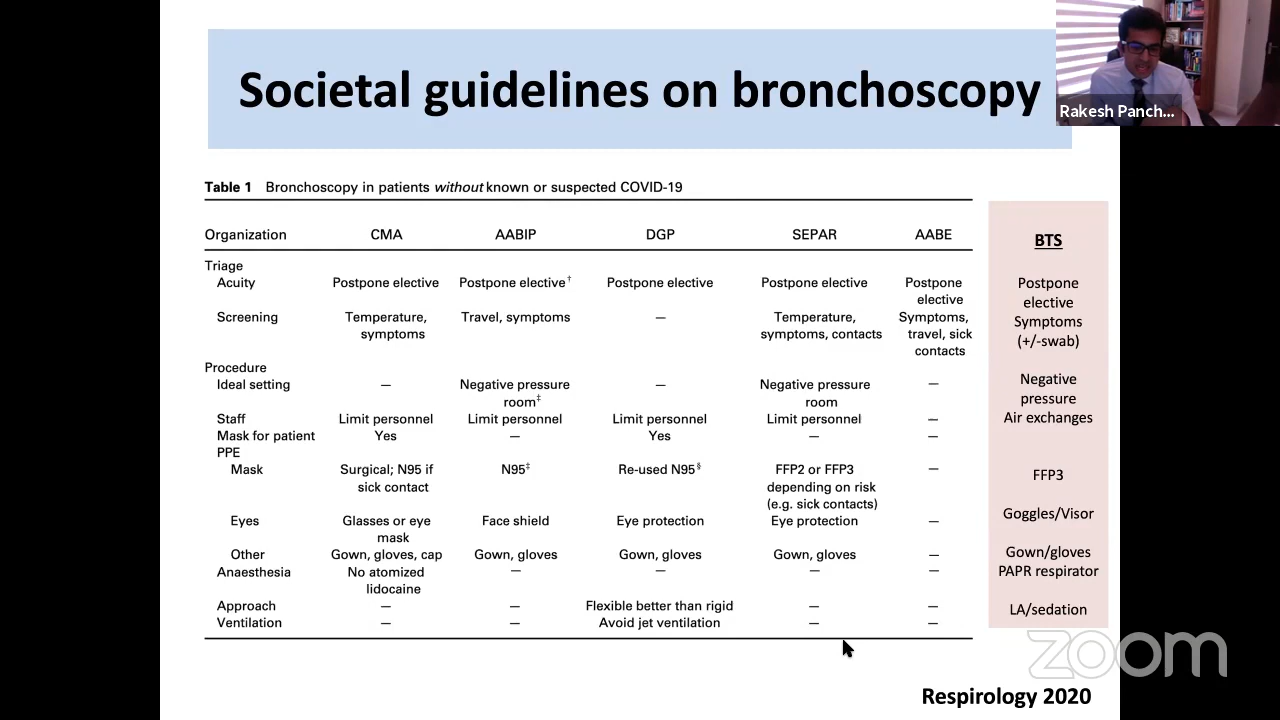 Societal guidelines on bronchoscopy
Rakesh Panch...
Table 1 Bronchoscopy in patients without known or suspected COVID-19
Organization CMA AABIP DGP SEPAR AABE
Triage
Acuity Postpone elective Postpone elective† Postpone elective Postpone elective Postpone
elective
Screening Temperature, Travel, symptoms — Temperature, Symptoms,
symptoms symptoms, contacts travel, sick
contacts
Procedure
Ideal setting — Negative pressure — Negative pressure —
room‡ room
Staff Limit personnel Limit personnel Limit personnel Limit personnel —
Mask for patient Yes — Yes — —
PPE
Mask Surgical; N95 if N95‡ Re-used N95§ FFP2 or FFP3 —
sick contact depending on risk
(e.g. sick contacts)
Eyes Glasses or eye Face shield Eye protection Eye protection —
mask
Other Gown, gloves, cap Gown, gloves Gown, gloves Gown, gloves —
Anaesthesia No atomized — — — —
lidocaine
Approach — — Flexible better than rigid — —
Ventilation — — Avoid jet ventilation — —
BTS
Postpone
elective
Symptoms
(+/-swab)
Negative
pressure
Air exchanges
FFP3
Goggles/Visor
Gown/gloves
PAPR respirator
LA/sedation
zoom
Respirology 2020